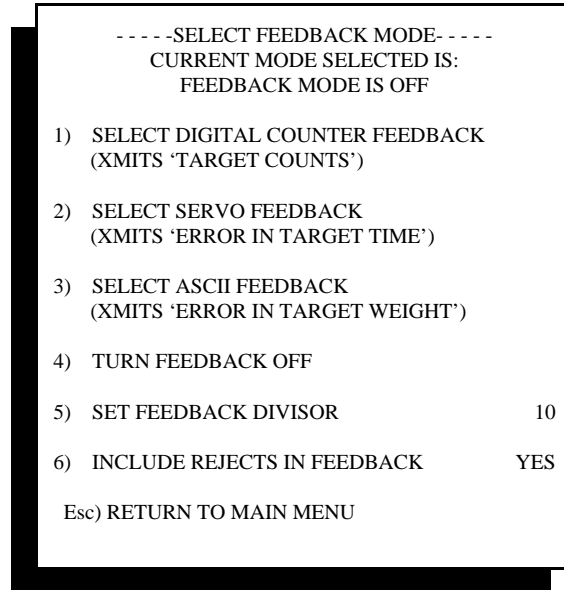 - - - - -SELECT FEEDBACK MODE- - - - -
CURRENT MODE SELECTED IS:
FEEDBACK MODE IS OFF
1) SELECT DIGITAL COUNTER FEEDBACK
(XMITS ‘TARGET COUNTS’)
2) SELECT SERVO FEEDBACK
(XMITS ‘ERROR IN TARGET TIME’)
3) SELECT ASCII FEEDBACK
(XMITS ‘ERROR IN TARGET WEIGHT’)
4) TURN FEEDBACK OFF
5) SET FEEDBACK DIVISOR 10
6) INCLUDE REJECTS IN FEEDBACK YES
Esc) RETURN TO MAIN MENU